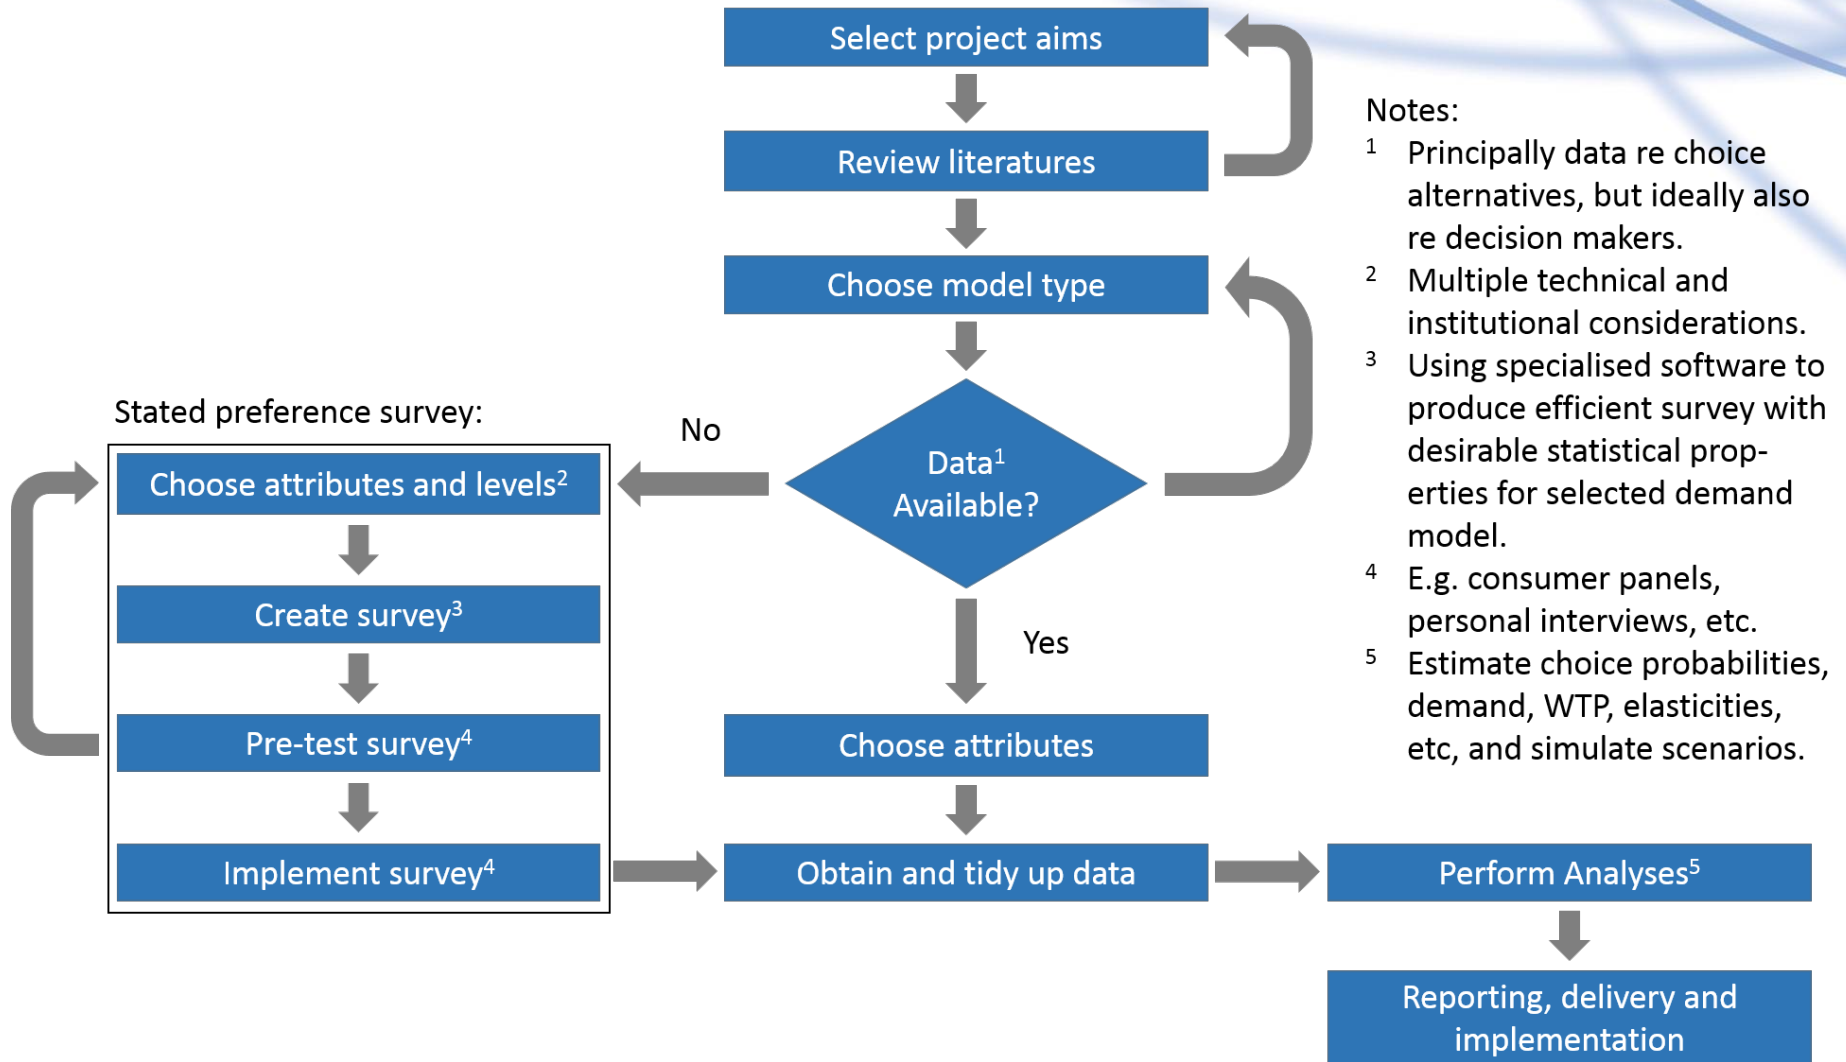 Select project aims
Review literatures
Choose model type
Data¹
Available?
No
Yes
Stated preference survey:
Choose attributes and levels²
Create survey³
Pre-test survey⁴
Implement survey⁴
Choose attributes
Obtain and tidy up data
Perform Analyses⁵
Reporting, delivery and
implementation
Notes:
¹ Principally data re choice
alternatives, but ideally also
re decision makers.
² Multiple technical and
institutional considerations.
³ Using specialised software to
produce efficient survey with
desirable statistical prop-
erties for selected demand
model.
⁴ E.g. consumer panels,
personal interviews, etc.
⁵ Estimate choice probabilities,
demand, WTP, elasticities,
etc, and simulate scenarios.